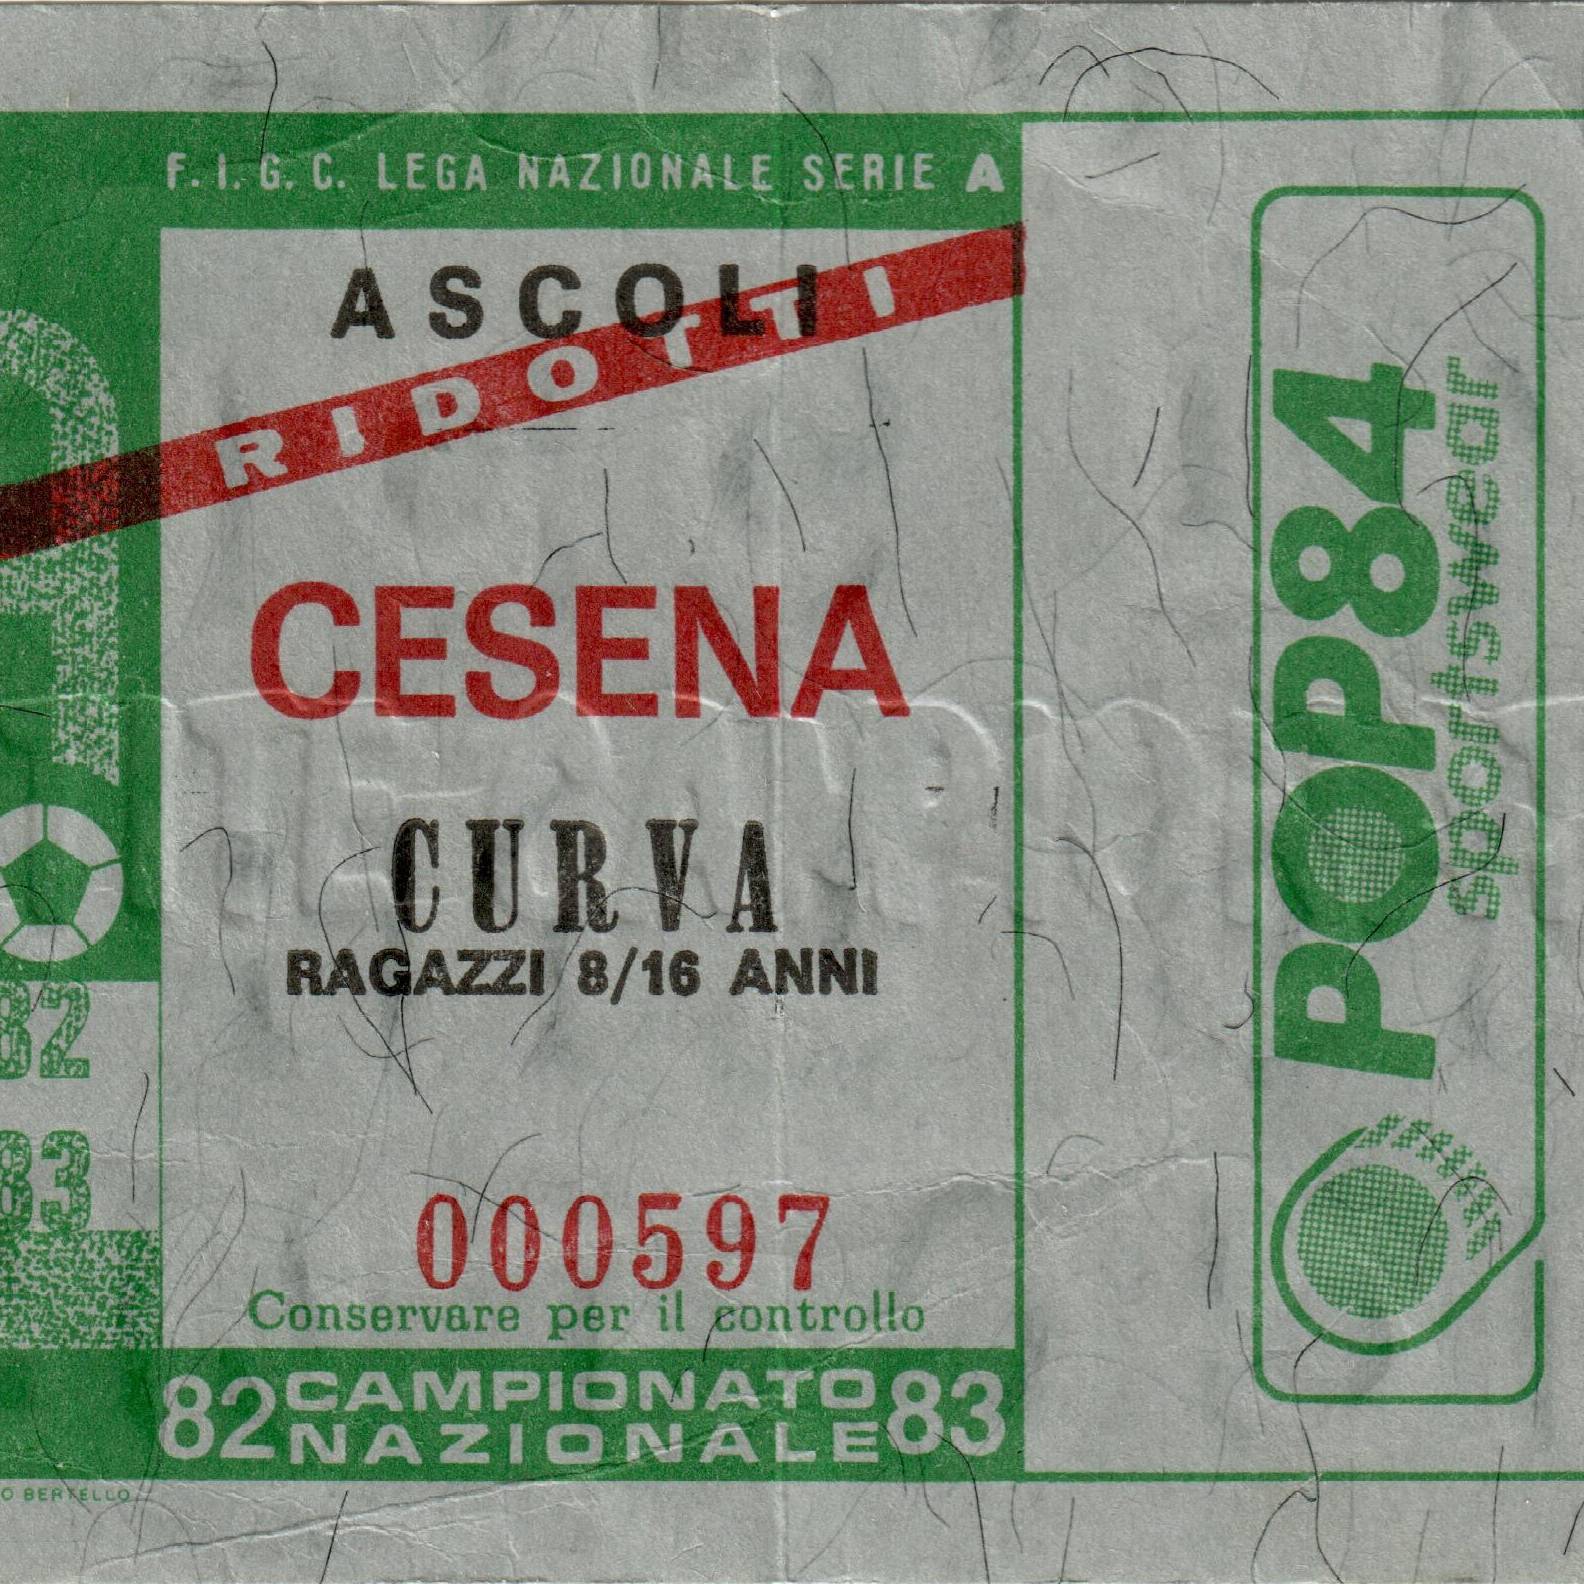 F. I. G. C. LEGA NAZIONALE SERIE A
ASCOLI
RIDOTTI
CESENA
CURVA
RAGAZZI 8/16 ANNI
000597
Conservare per il controllo
82 CAMPIONATO NAZIONALE 83
82
83
O BERTELLO
POP84
sportswear